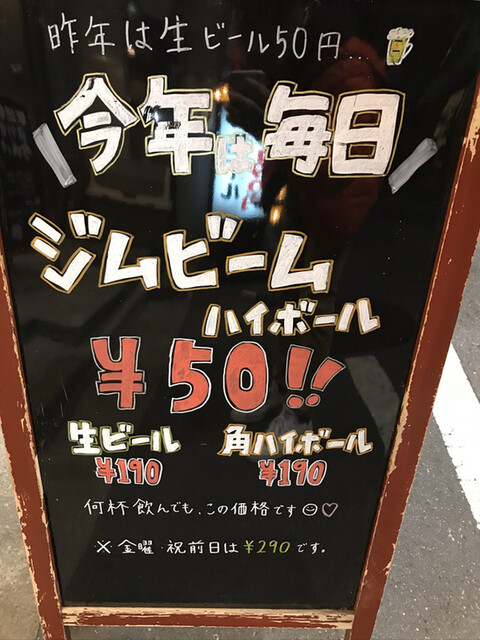 昨年は生ビール50円...
今年は毎日
ジムビーム
ハイボール
¥50!!
生ビール 角ハイボール
¥190 ¥190
何杯飲んでも、この価格です☺♡
※金曜・祝前日は¥290です。